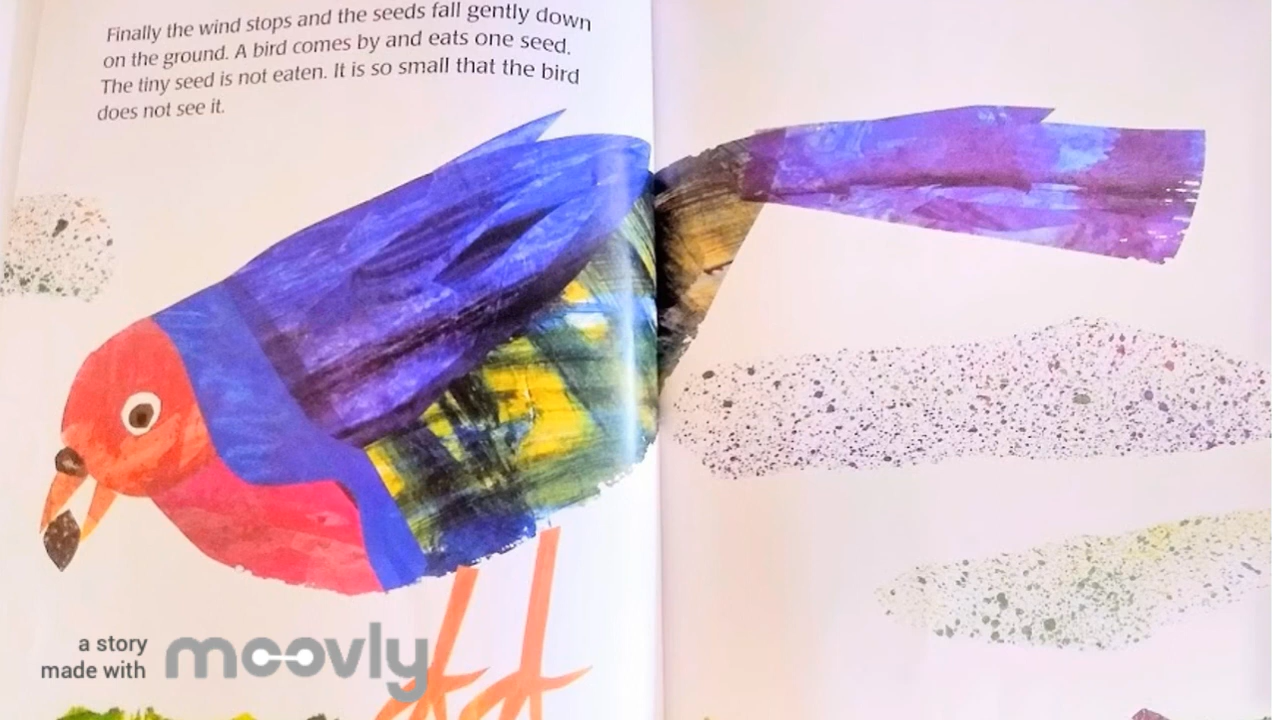 Finally the wind stops and the seeds fall gently down
on the ground. A bird comes by and eats one seed.
The tiny seed is not eaten. It is so small that the bird
does not see it.
a story
made with moovly